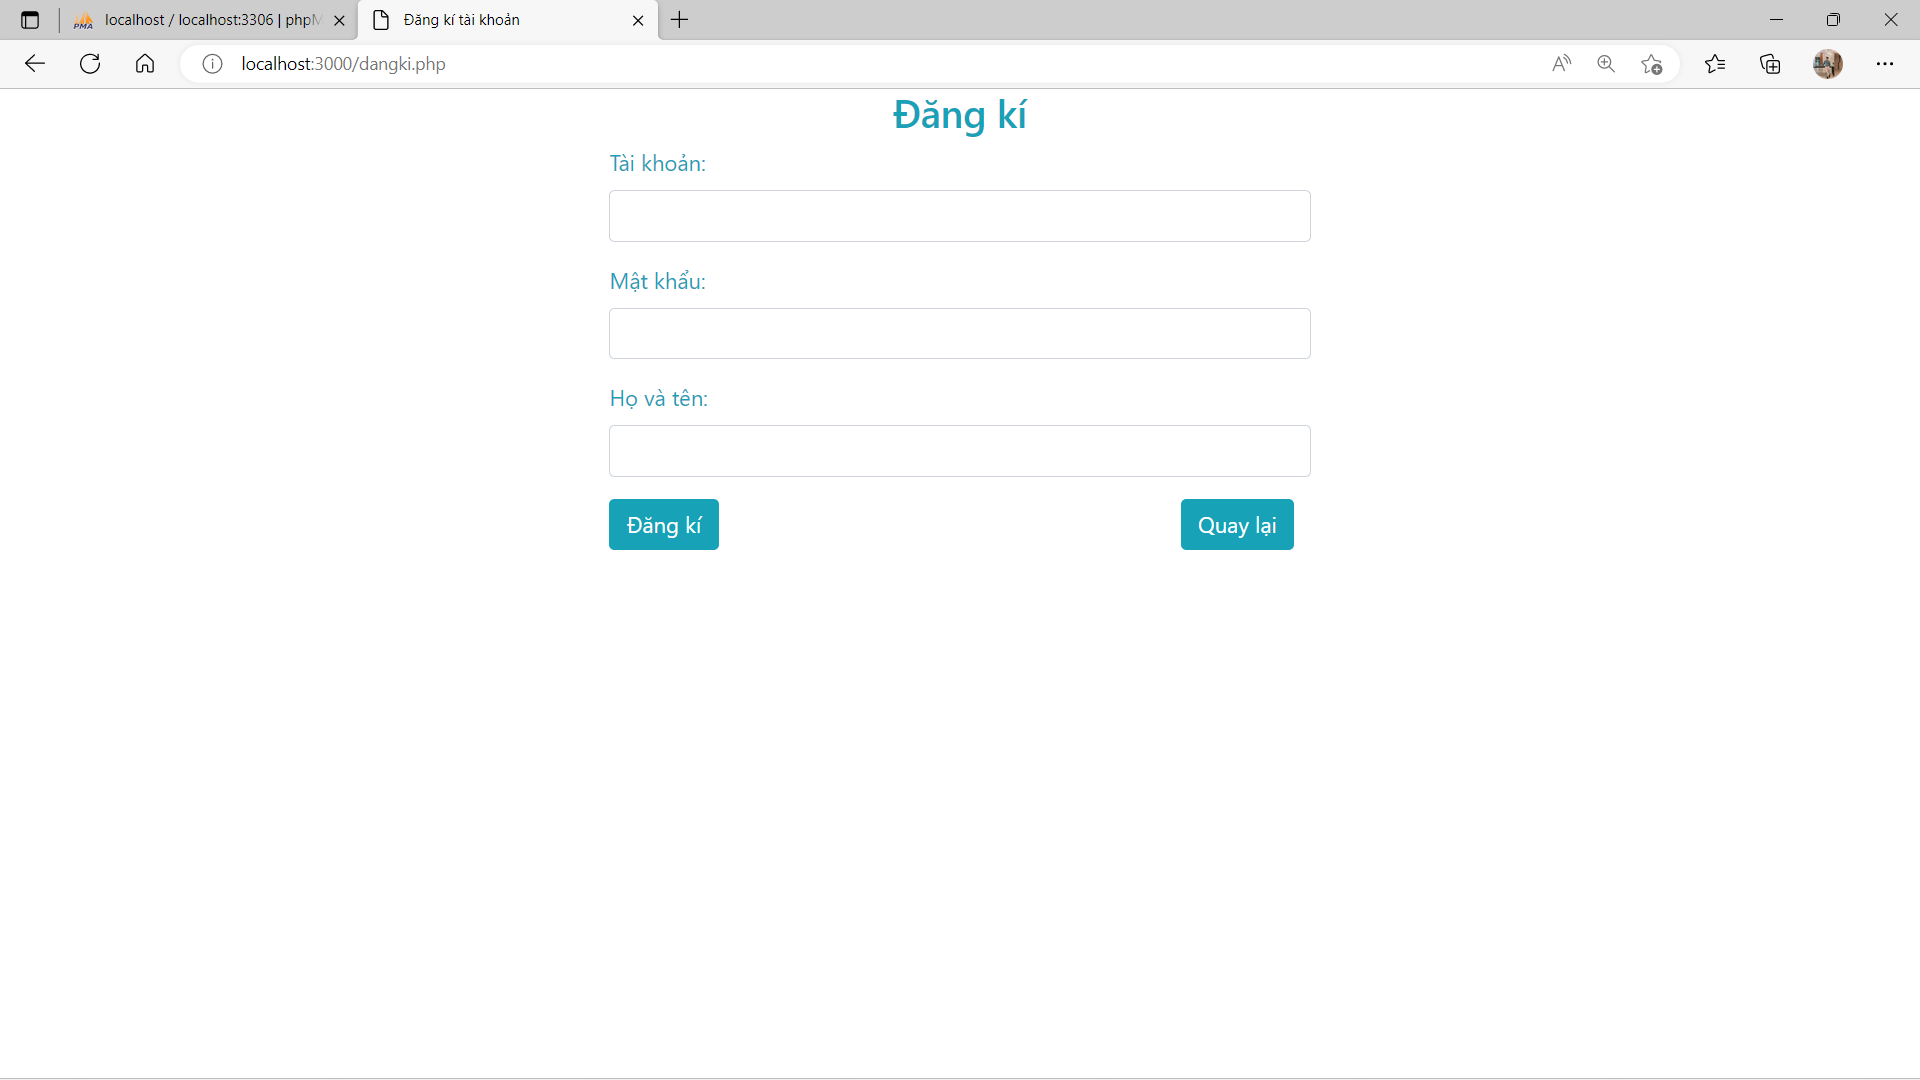 localhost / localhost:3306 | phpM
Đăng kí tài khoản
localhost:3000/dangki.php
Đăng kí
Tài khoản:
Mật khẩu:
Họ và tên:
Đăng kí
Quay lại